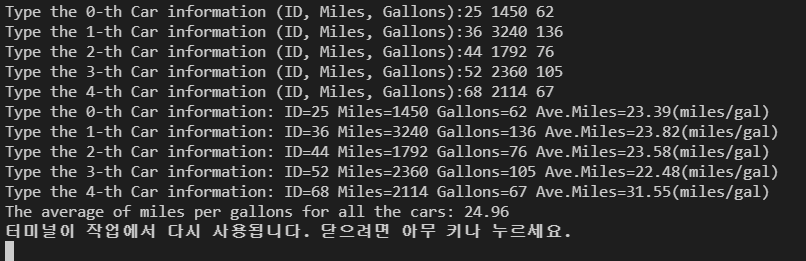 Type the 0-th Car information (ID, Miles, Gallons):25 1450 62
Type the 1-th Car information (ID, Miles, Gallons):36 3240 136
Type the 2-th Car information (ID, Miles, Gallons):44 1792 76
Type the 3-th Car information (ID, Miles, Gallons):52 2360 105
Type the 4-th Car information (ID, Miles, Gallons):68 2114 67
Type the 0-th Car information: ID=25 Miles=1450 Gallons=62 Ave.Miles=23.39(miles/gal)
Type the 1-th Car information: ID=36 Miles=3240 Gallons=136 Ave.Miles=23.82(miles/gal)
Type the 2-th Car information: ID=44 Miles=1792 Gallons=76 Ave.Miles=23.58(miles/gal)
Type the 3-th Car information: ID=52 Miles=2360 Gallons=105 Ave.Miles=22.48(miles/gal)
Type the 4-th Car information: ID=68 Miles=2114 Gallons=67 Ave.Miles=31.55(miles/gal)
The average of miles per gallons for all the cars: 24.96
터미널이 작업에서 다시 사용됩니다. 닫으려면 아무 키나 누르세요.